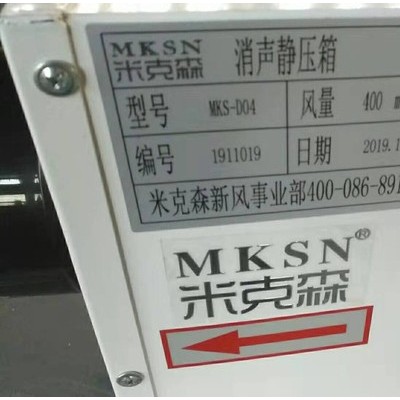 MKSN 消声静压箱
米克森
型号 MKS-D04 风量 400 m
编号 1911019 日期 2019.1
米克森新风事业部400-086-891
MKSN®
米克森